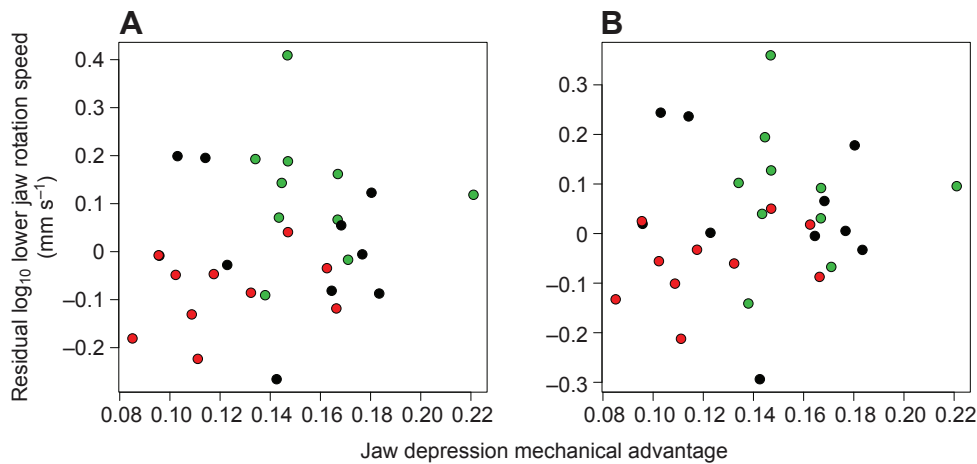 A
B
Residual log₁₀ lower jaw rotation speed
(mm s⁻¹)
0.4
0.3
0.2
0.1
0
–0.1
–0.2
0.08 0.10 0.12 0.14 0.16 0.18 0.20 0.22
0.3
0.2
0.1
0
–0.1
–0.2
–0.3
0.08 0.10 0.12 0.14 0.16 0.18 0.20 0.22
Jaw depression mechanical advantage